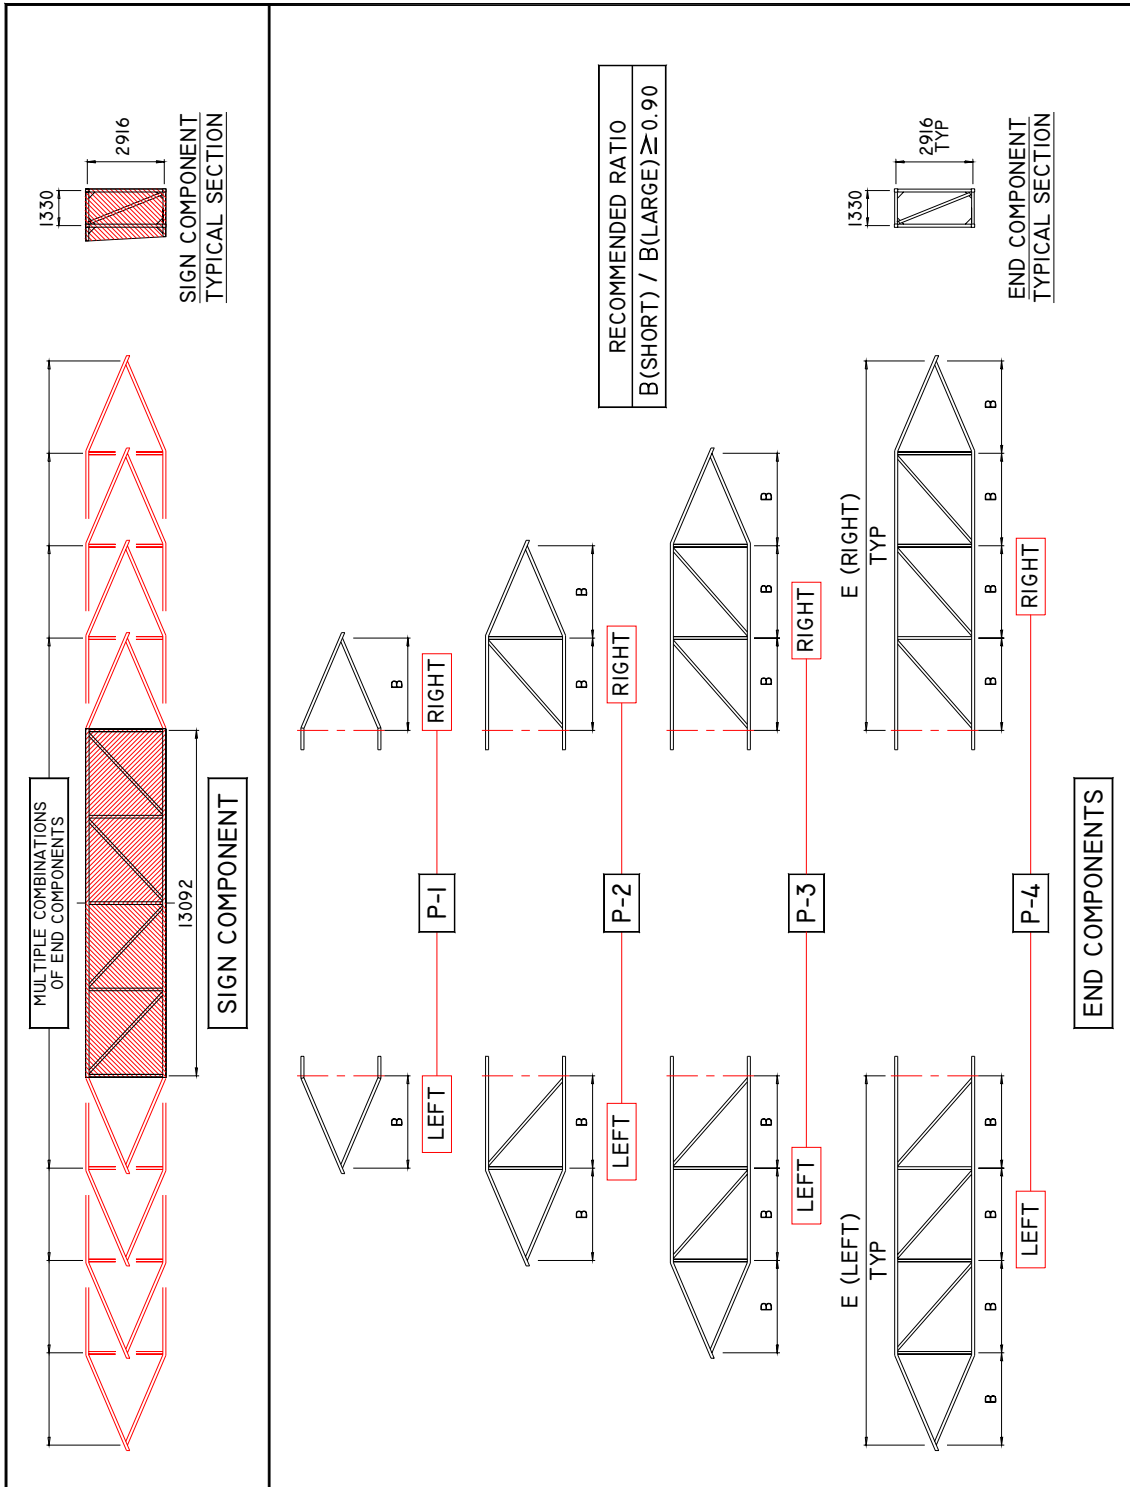 MULTIPLE COMBINATIONS
OF END COMPONENTS
13092
SIGN COMPONENT
1330
2916
SIGN COMPONENT
TYPICAL SECTION
RECOMMENDED RATIO
B(SHORT) / B(LARGE) ≥ 0.90
B
B
LEFT
P-1
RIGHT
B
B
B
B
LEFT
P-2
RIGHT
B
B
B
B
B
B
LEFT
P-3
RIGHT
E (LEFT)
TYP
E (RIGHT)
TYP
B
B
B
B
B
B
B
B
LEFT
P-4
RIGHT
END COMPONENTS
1330
2916
TYP
END COMPONENT
TYPICAL SECTION